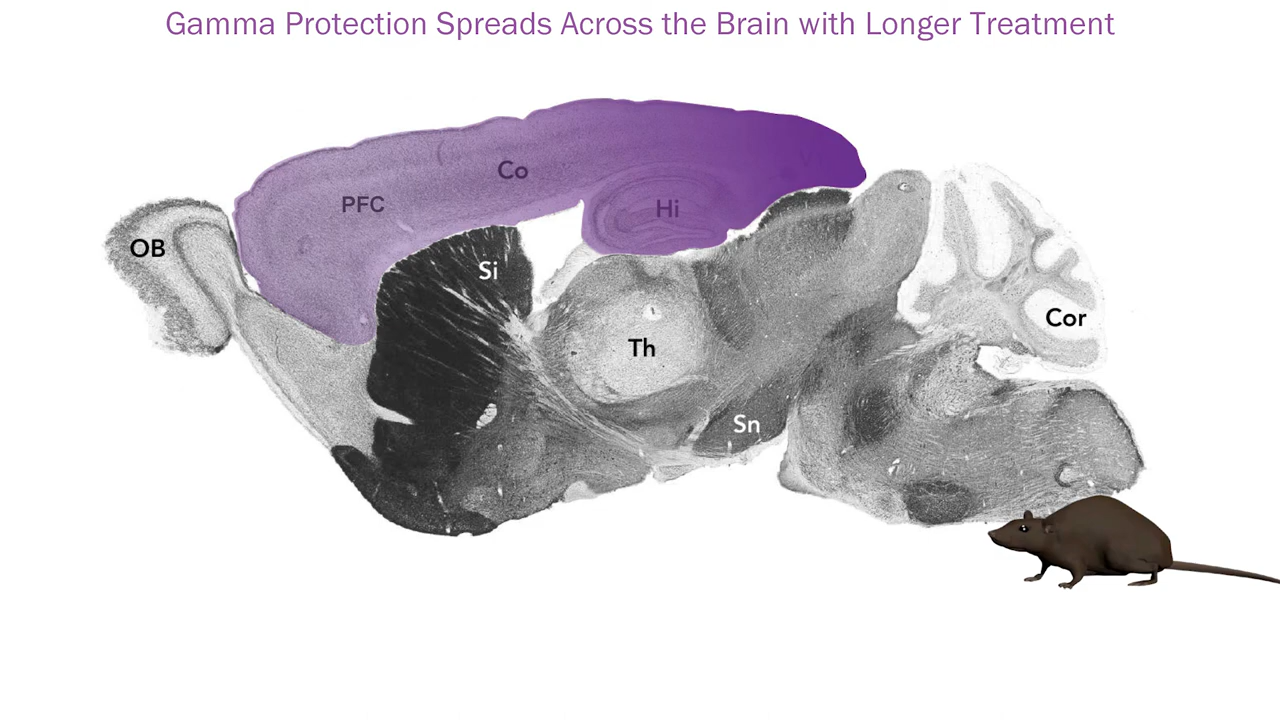 Gamma Protection Spreads Across the Brain with Longer Treatment
Co
PFC
Hi
OB
Si
Cor
Th
Sn